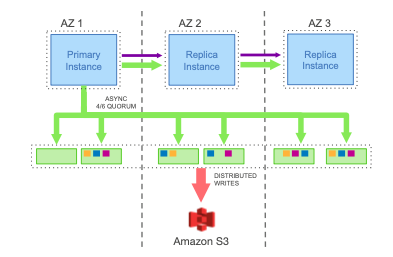 AZ 1
AZ 2
AZ 3
Primary
Instance
Replica
Instance
Replica
Instance
ASYNC
4/6 QUORUM
DISTRIBUTED
WRITES
Amazon S3